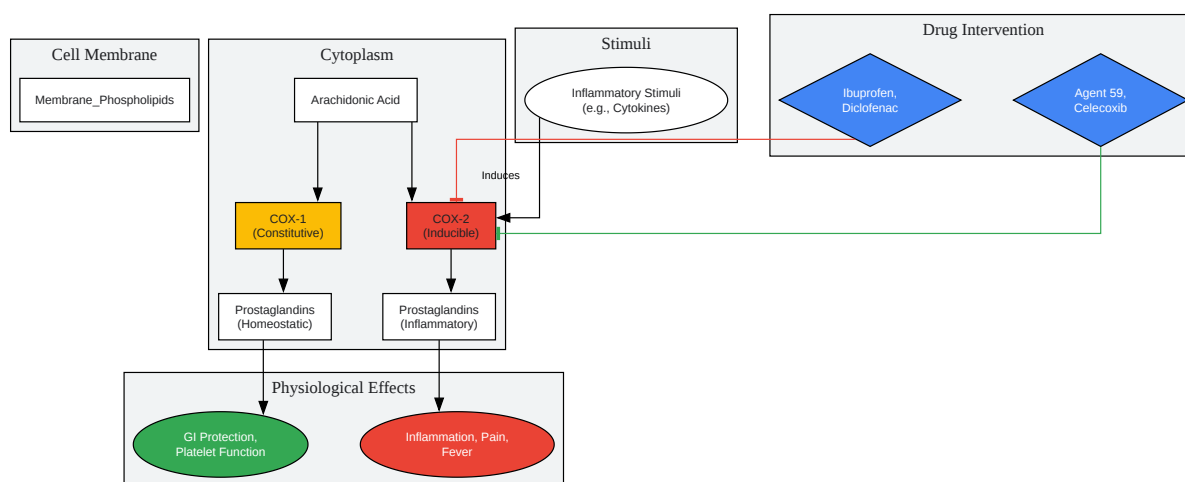 Cell Membrane
Membrane_Phospholipids
Cytoplasm
Arachidonic Acid
Stimuli
Inflammatory Stimuli
(e.g., Cytokines)
Drug Intervention
Ibuprofen,
Diclofenac
Agent 59,
Celecoxib
Induces
COX-1
(Constitutive)
COX-2
(Inducible)
Prostaglandins
(Homeostatic)
Prostaglandins
(Inflammatory)
Physiological Effects
GI Protection,
Platelet Function
Inflammation, Pain,
Fever